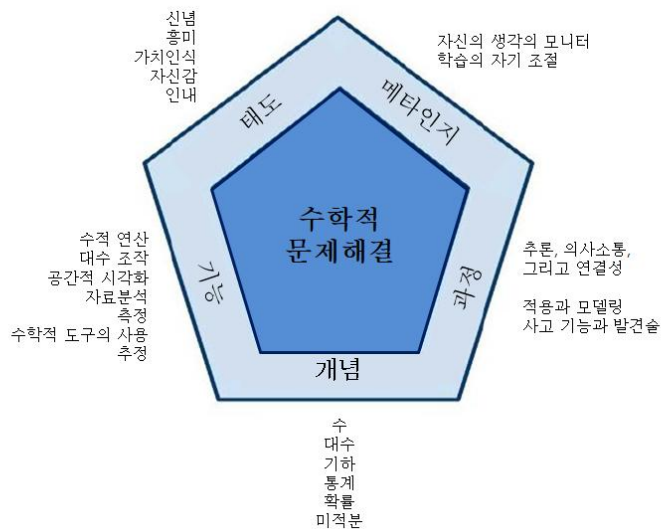 신념
흥미
가치인식
자신감
인내
자신의 생각의 모니터
학습의 자기 조절
태도
메타인지
수학적
문제해결
수적 연산
대수 조작
공간적 시각화
자료분석
측정
수학적 도구의 사용
추정
기능
과정
추론, 의사소통,
그리고 연결성
적용과 모델링
사고 기능과 발견술
개념
수
대수
기하
통계
확률
미적분